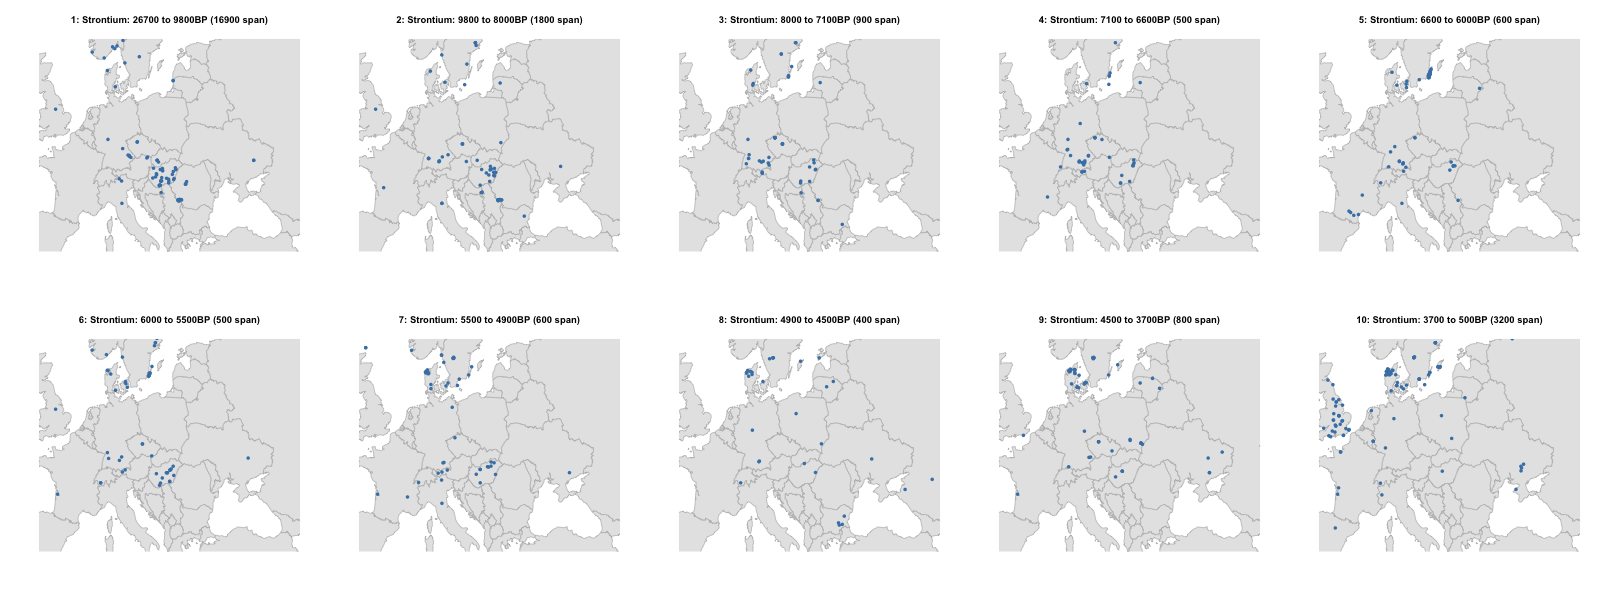 1: Strontium: 26700 to 9800BP (16900 span)
2: Strontium: 9800 to 8000BP (1800 span)
3: Strontium: 8000 to 7100BP (900 span)
4: Strontium: 7100 to 6600BP (500 span)
5: Strontium: 6600 to 6000BP (600 span)
6: Strontium: 6000 to 5500BP (500 span)
7: Strontium: 5500 to 4900BP (600 span)
8: Strontium: 4900 to 4500BP (400 span)
9: Strontium: 4500 to 3700BP (800 span)
10: Strontium: 3700 to 500BP (3200 span)